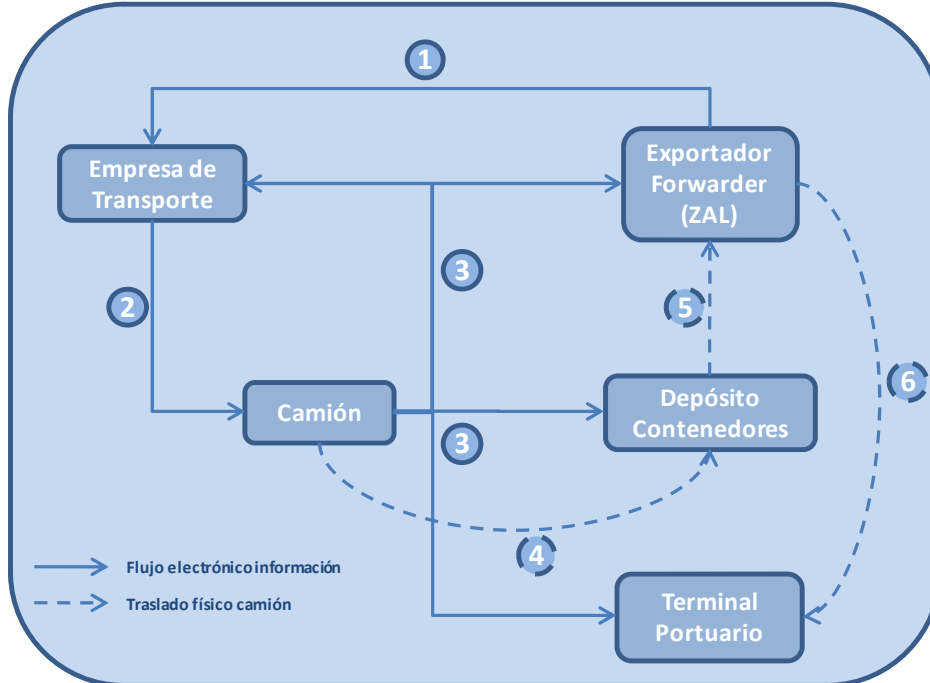 1
Empresa de
Transporte
Exportador
Forwarder
(ZAL)
2
3
5
6
Camión
Depósito
Contenedores
3
4
Flujo electrónico información
Traslado físico camión
Terminal
Portuario